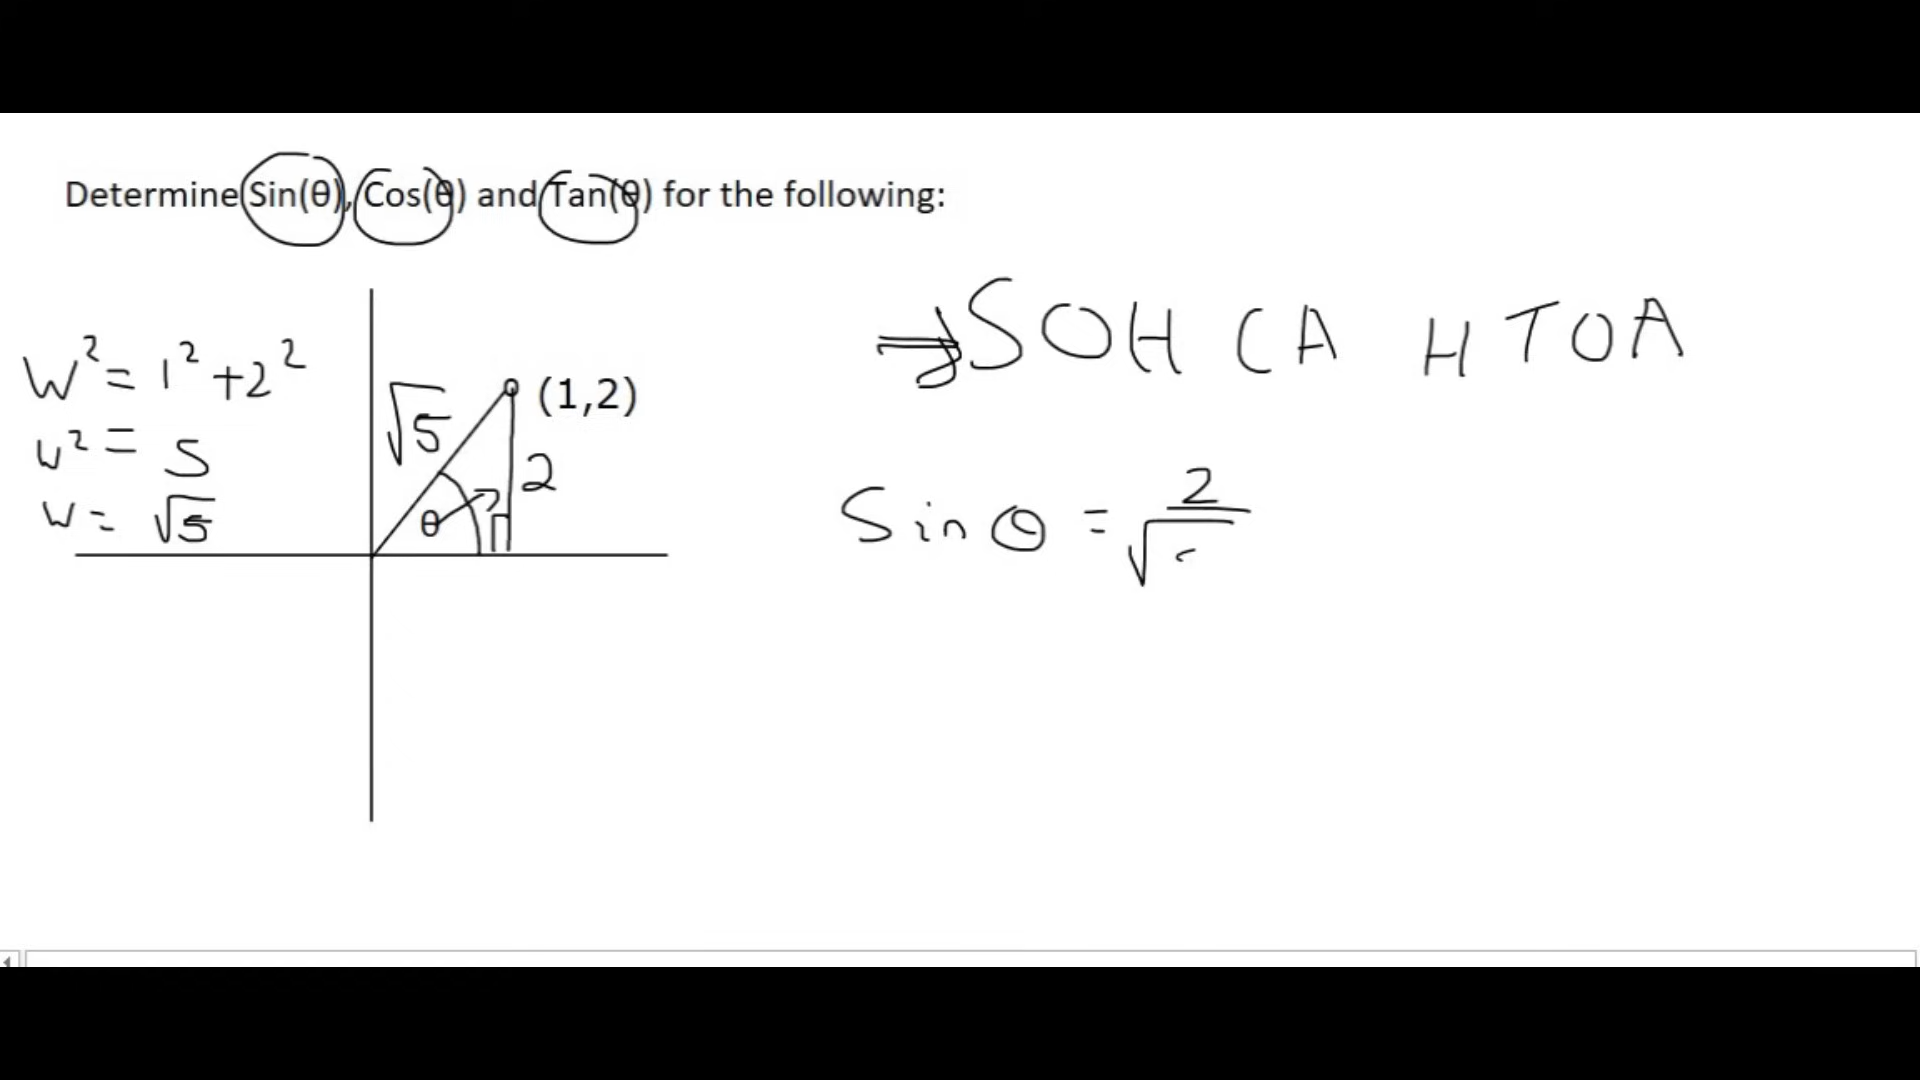 Determine Sin(θ), Cos(θ) and Tan(θ) for the following:
⇒ SOH CA H TOA
W² = 1² + 2²
w² = 5
w = √5
√5
(1,2)
2
θ
Sin θ = 2/√